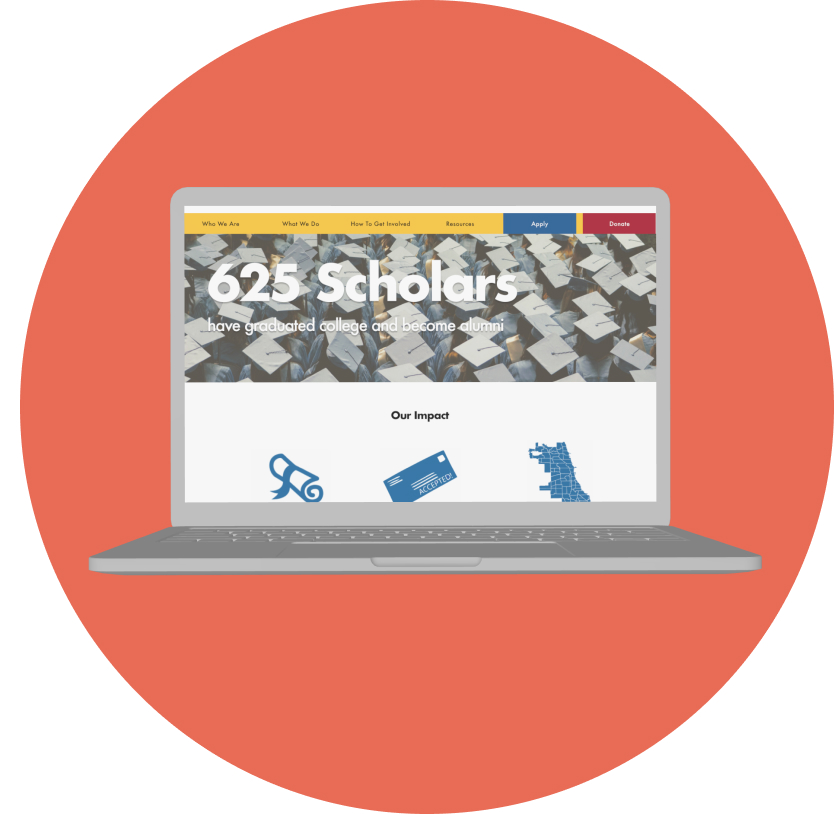 Who We Are What We Do How To Get Involved Resources Apply Donate
625 Scholars
have graduated college and become alumni
Our Impact
ACCEPTED!